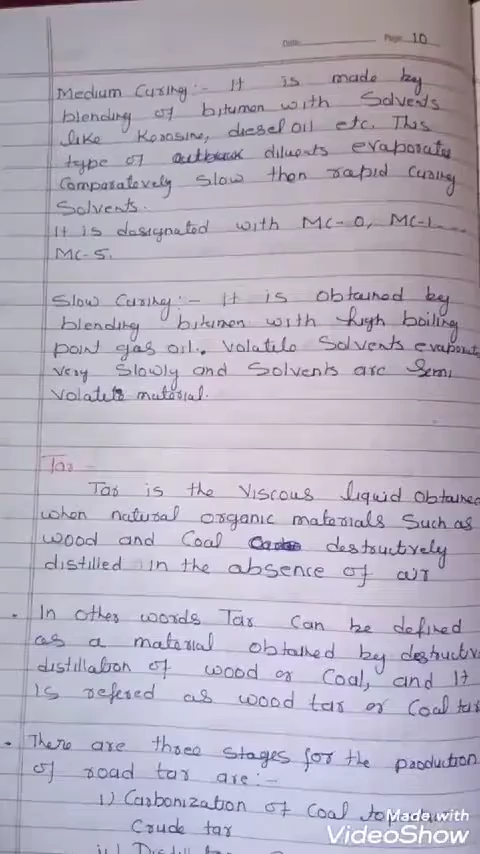 Date. Page 10
Medium Curing:- It is made by
blending of bitumen with Solvents
like Korosine, diesel oil etc. This
type of cutback diluents evaporates
Comparatevely slow then rapid Curing
Solvents.
It is designated with MC-0, MC-1....
MC-5.
Slow Curing:- It is obtained by
blending bitumen with high boiling
point gas oil. Volatile Solvents evaporat
very Slowly and Solvents are Semi
Volatile material.
Tar
Tar is the Viscous liquid obtained
when natural organic materials Such as
wood and Coal destructively
distilled in the absence of air
• In other words Tar Can be defined
as a material obtained by destructiv
distillation of wood or Coal, and It
Is refered as wood tar or Coal tar
• There are three stages for the production
of road tar are:-
i) Carbonization of Coal to
Crude tar
ii)
Made with
VideoShow